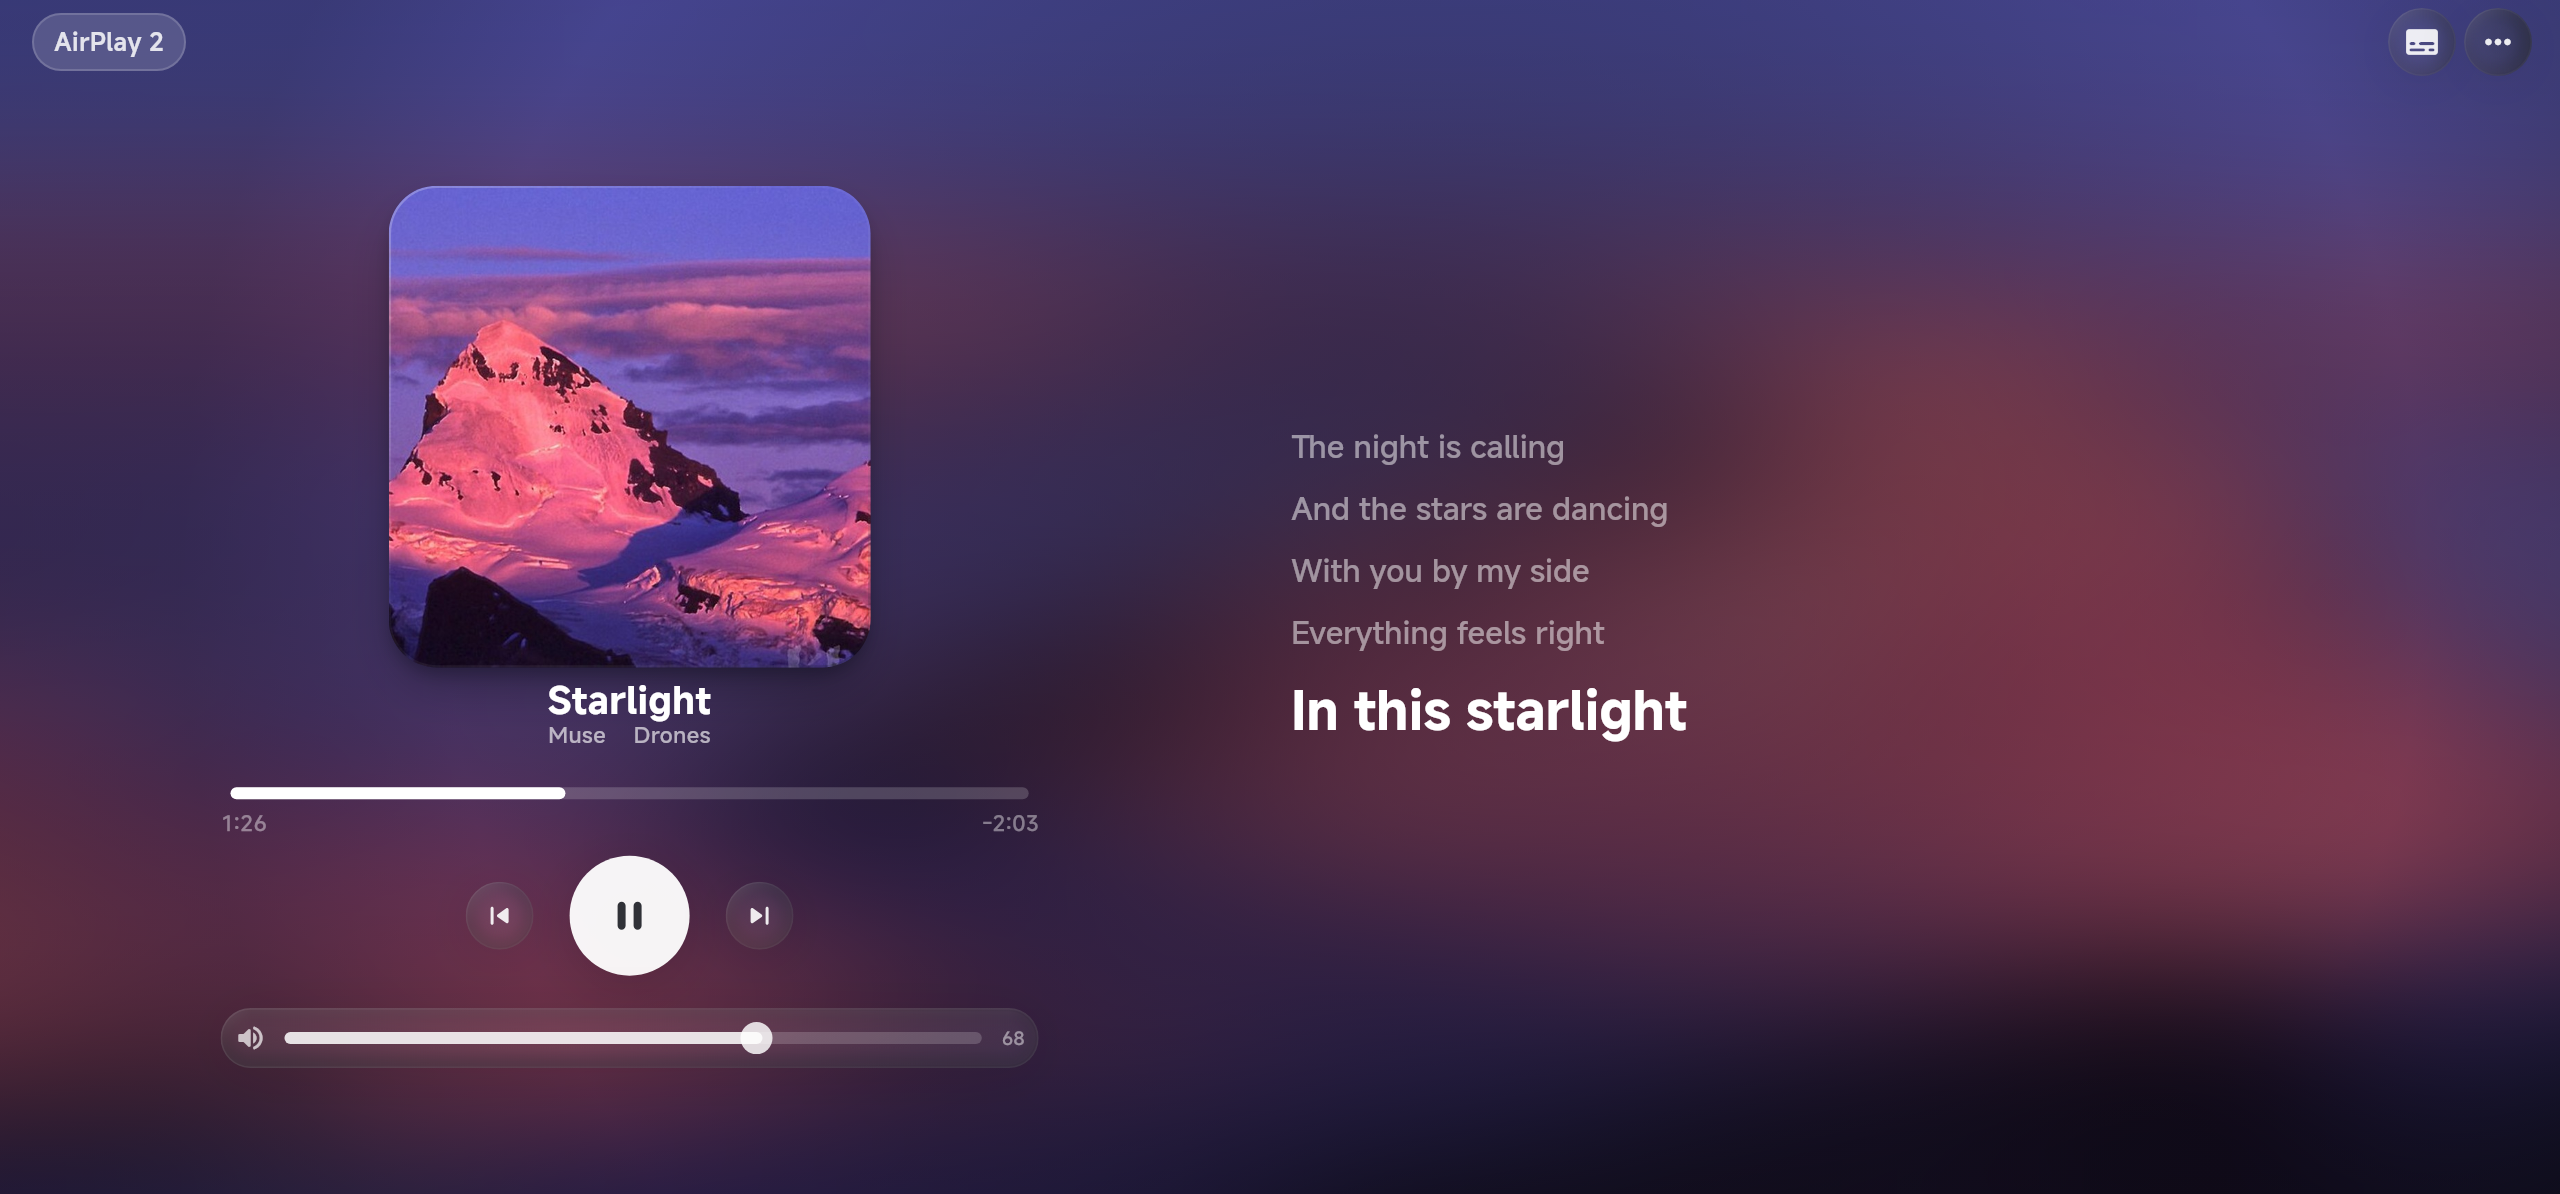 AirPlay 2
Starlight
Muse Drones
1:26
-2:03
68
The night is calling
And the stars are dancing
With you by my side
Everything feels right
In this starlight